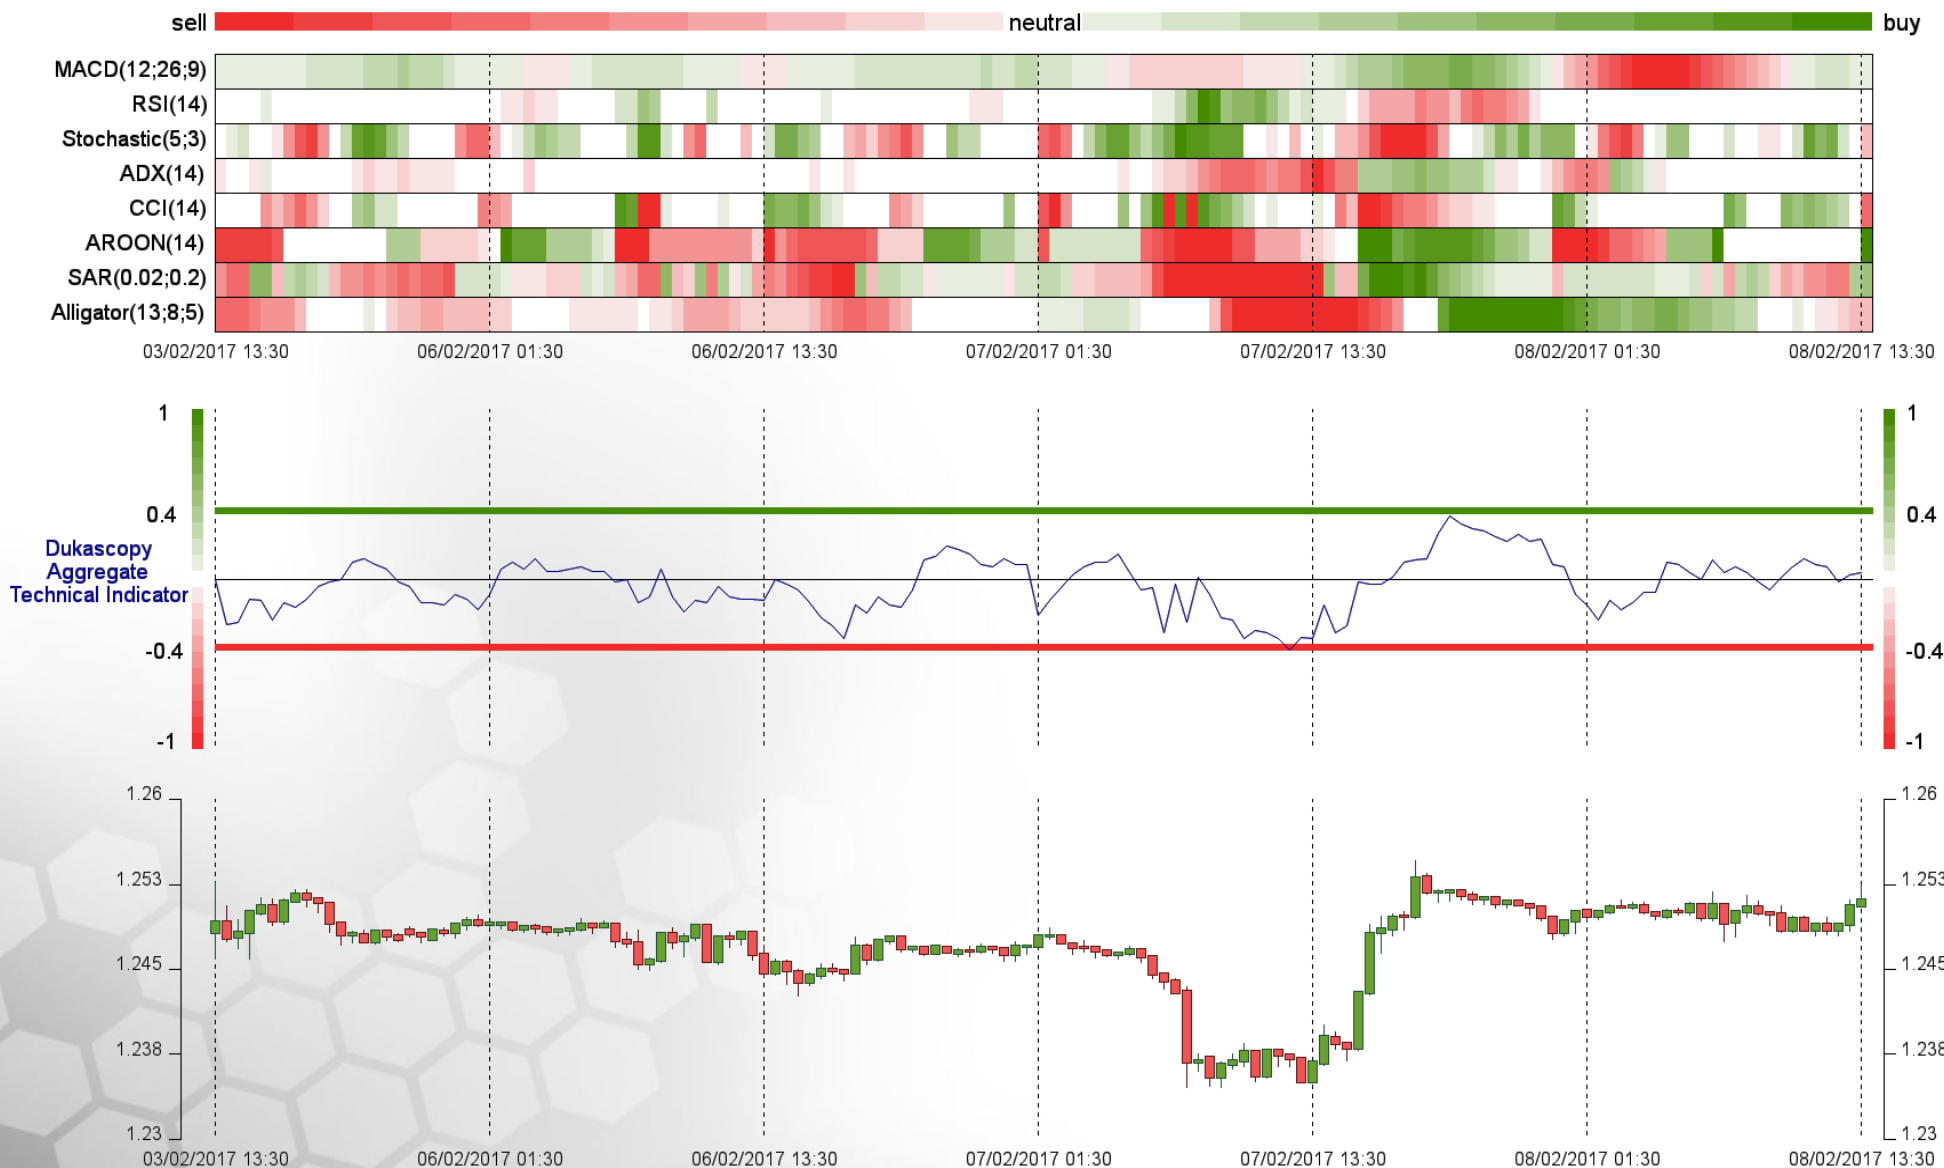 sell neutral buy
MACD(12;26;9)
RSI(14)
Stochastic(5;3)
ADX(14)
CCI(14)
AROON(14)
SAR(0.02;0.2)
Alligator(13;8;5)
03/02/2017 13:30 06/02/2017 01:30 06/02/2017 13:30 07/02/2017 01:30 07/02/2017 13:30 08/02/2017 01:30 08/02/2017 13:30
1 1
0.4 0.4
Dukascopy
Aggregate
Technical Indicator
-0.4 -0.4
-1 -1
1.26 1.26
1.253 1.253
1.245 1.245
1.238 1.238
1.23 1.23
03/02/2017 13:30 06/02/2017 01:30 06/02/2017 13:30 07/02/2017 01:30 07/02/2017 13:30 08/02/2017 01:30 08/02/2017 13:30